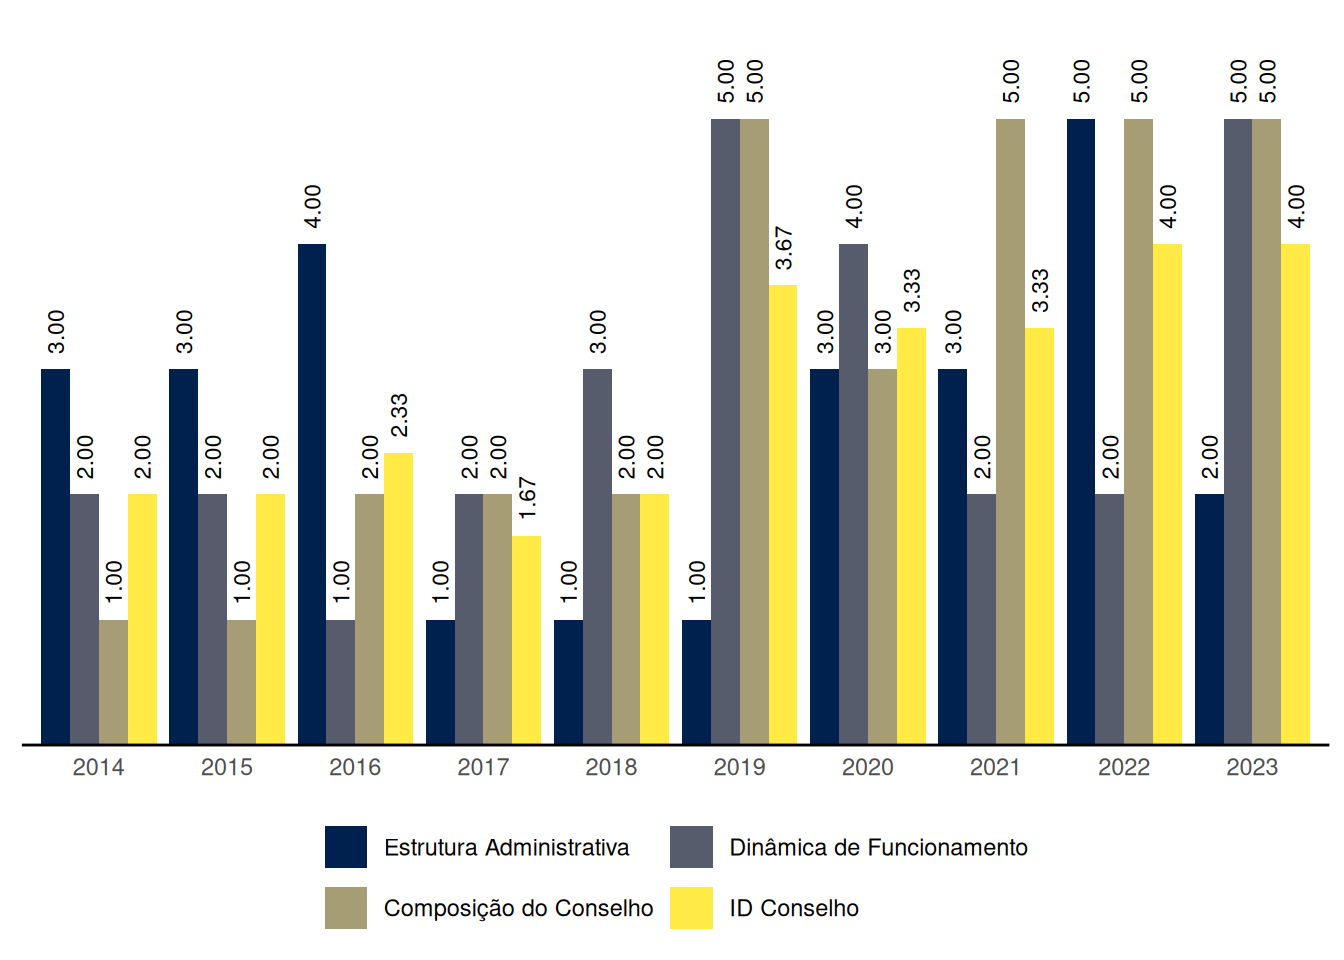 3.00 2.00 1.00 2.00
3.00 2.00 1.00 2.00
4.00 1.00 2.00 2.33
1.00 2.00 2.00 1.67
1.00 3.00 2.00 2.00
1.00 5.00 5.00 3.67
3.00 4.00 3.00 3.33
3.00 2.00 5.00 3.33
5.00 2.00 5.00 4.00
2.00 5.00 5.00 4.00
2014 2015 2016 2017 2018 2019 2020 2021 2022 2023
Estrutura Administrativa Dinâmica de Funcionamento
Composição do Conselho ID Conselho